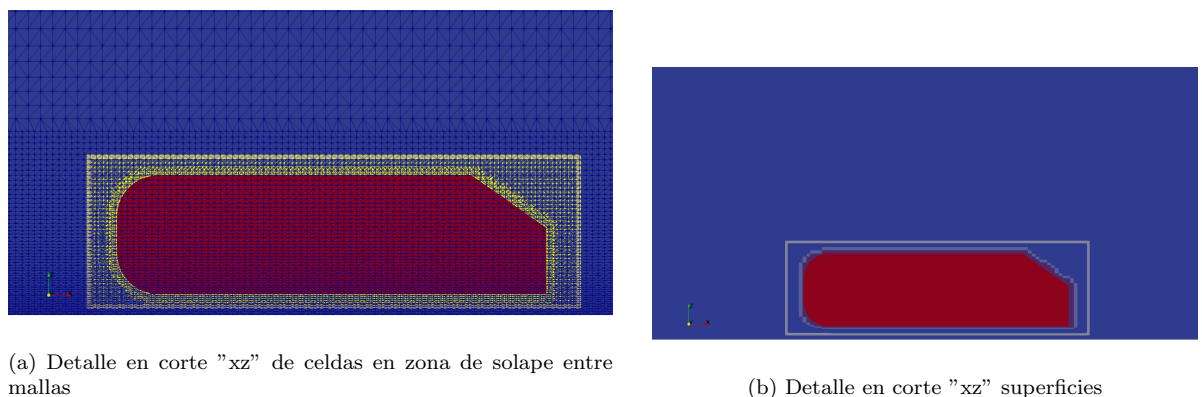 (a) Detalle en corte ”xz” de celdas en zona de solape entre
mallas
(b) Detalle en corte ”xz” superficies